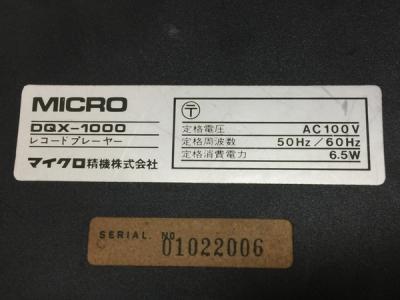 MICRO
DQX-1000
レコードプレーヤー
マイクロ精機株式会社
〒
定格電圧 AC100V
定格周波数 50Hz/60Hz
定格消費電力 6.5W
SERIAL. NO
01022006